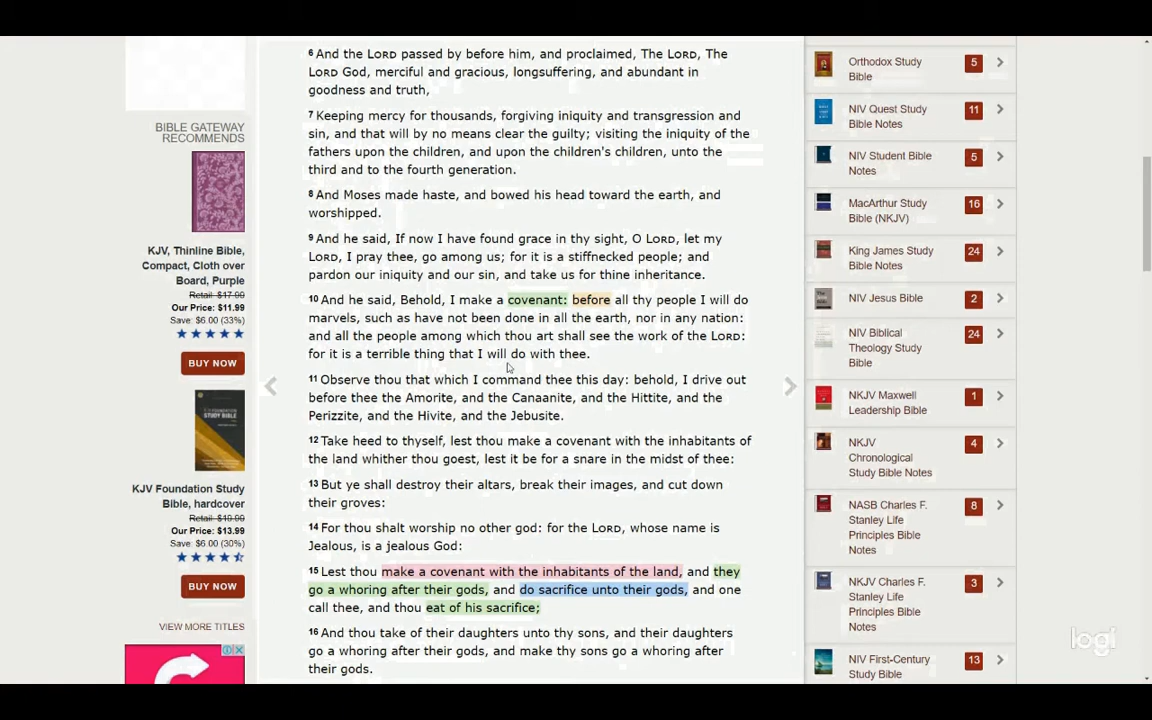 6 And the LORD passed by before him, and proclaimed, The LORD, The
LORD God, merciful and gracious, longsuffering, and abundant in
goodness and truth,
7 Keeping mercy for thousands, forgiving iniquity and transgression and
sin, and that will by no means clear the guilty; visiting the iniquity of the
fathers upon the children, and upon the children's children, unto the
third and to the fourth generation.
8 And Moses made haste, and bowed his head toward the earth, and
worshipped.
9 And he said, If now I have found grace in thy sight, O LORD, let my
LORD, I pray thee, go among us; for it is a stiffnecked people; and
pardon our iniquity and our sin, and take us for thine inheritance.
10 And he said, Behold, I make a covenant: before all thy people I will do
marvels, such as have not been done in all the earth, nor in any nation:
and all the people among which thou art shall see the work of the LORD:
for it is a terrible thing that I will do with thee.
11 Observe thou that which I command thee this day: behold, I drive out
before thee the Amorite, and the Canaanite, and the Hittite, and the
Perizzite, and the Hivite, and the Jebusite.
12 Take heed to thyself, lest thou make a covenant with the inhabitants of
the land whither thou goest, lest it be for a snare in the midst of thee:
13 But ye shall destroy their altars, break their images, and cut down
their groves:
14 For thou shalt worship no other god: for the LORD, whose name is
Jealous, is a jealous God:
15 Lest thou make a covenant with the inhabitants of the land, and they
go a whoring after their gods, and do sacrifice unto their gods, and one
call thee, and thou eat of his sacrifice;
16 And thou take of their daughters unto thy sons, and their daughters
go a whoring after their gods, and make thy sons go a whoring after
their gods.
BIBLE GATEWAY
RECOMMENDS
KJV, Thinline Bible,
Compact, Cloth over
Board, Purple
Retail: $17.99
Our Price: $11.99
Save: $6.00 (33%)
BUY NOW
STUDY BIBLE
KJV Foundation Study
Bible, hardcover
Retail: $19.99
Our Price: $13.99
Save: $6.00 (30%)
BUY NOW
VIEW MORE TITLES
Orthodox Study
Bible
5
NIV Quest Study
Bible Notes
11
NIV Student Bible
Notes
5
MacArthur Study
Bible (NKJV)
16
King James Study
Bible
24
NIV Jesus Bible
2
NIV Biblical
Theology Study
Bible
24
NKJV Maxwell
Leadership Bible
1
NKJV
Chronological
Study Bible Notes
4
NASB Charles F.
Stanley Life
Principles Bible
Notes
8
NKJV Charles F.
Stanley Life
Principles Bible
Notes
3
NIV First-Century
Study Bible
13
logi